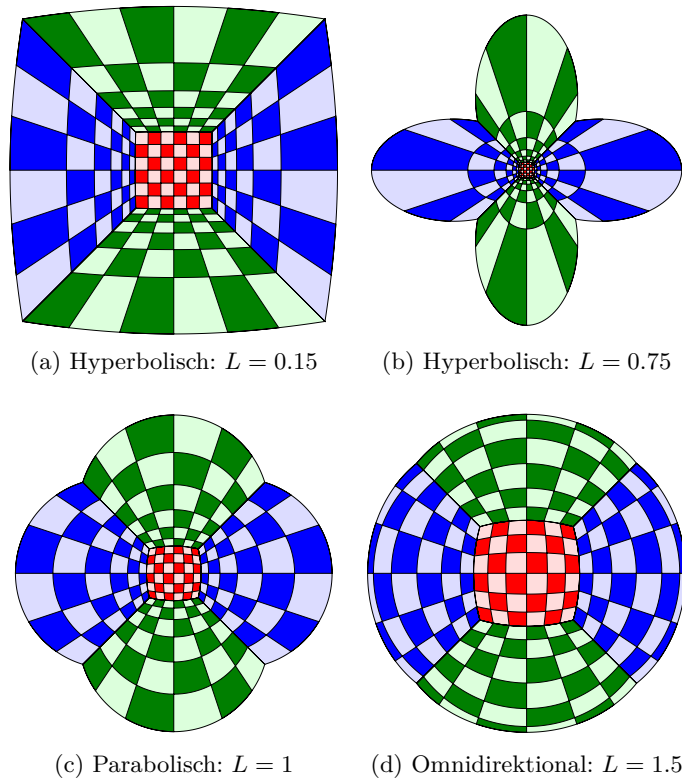 (a) Hyperbolisch: L = 0.15
(b) Hyperbolisch: L = 0.75
(c) Parabolisch: L = 1
(d) Omnidirektional: L = 1.5